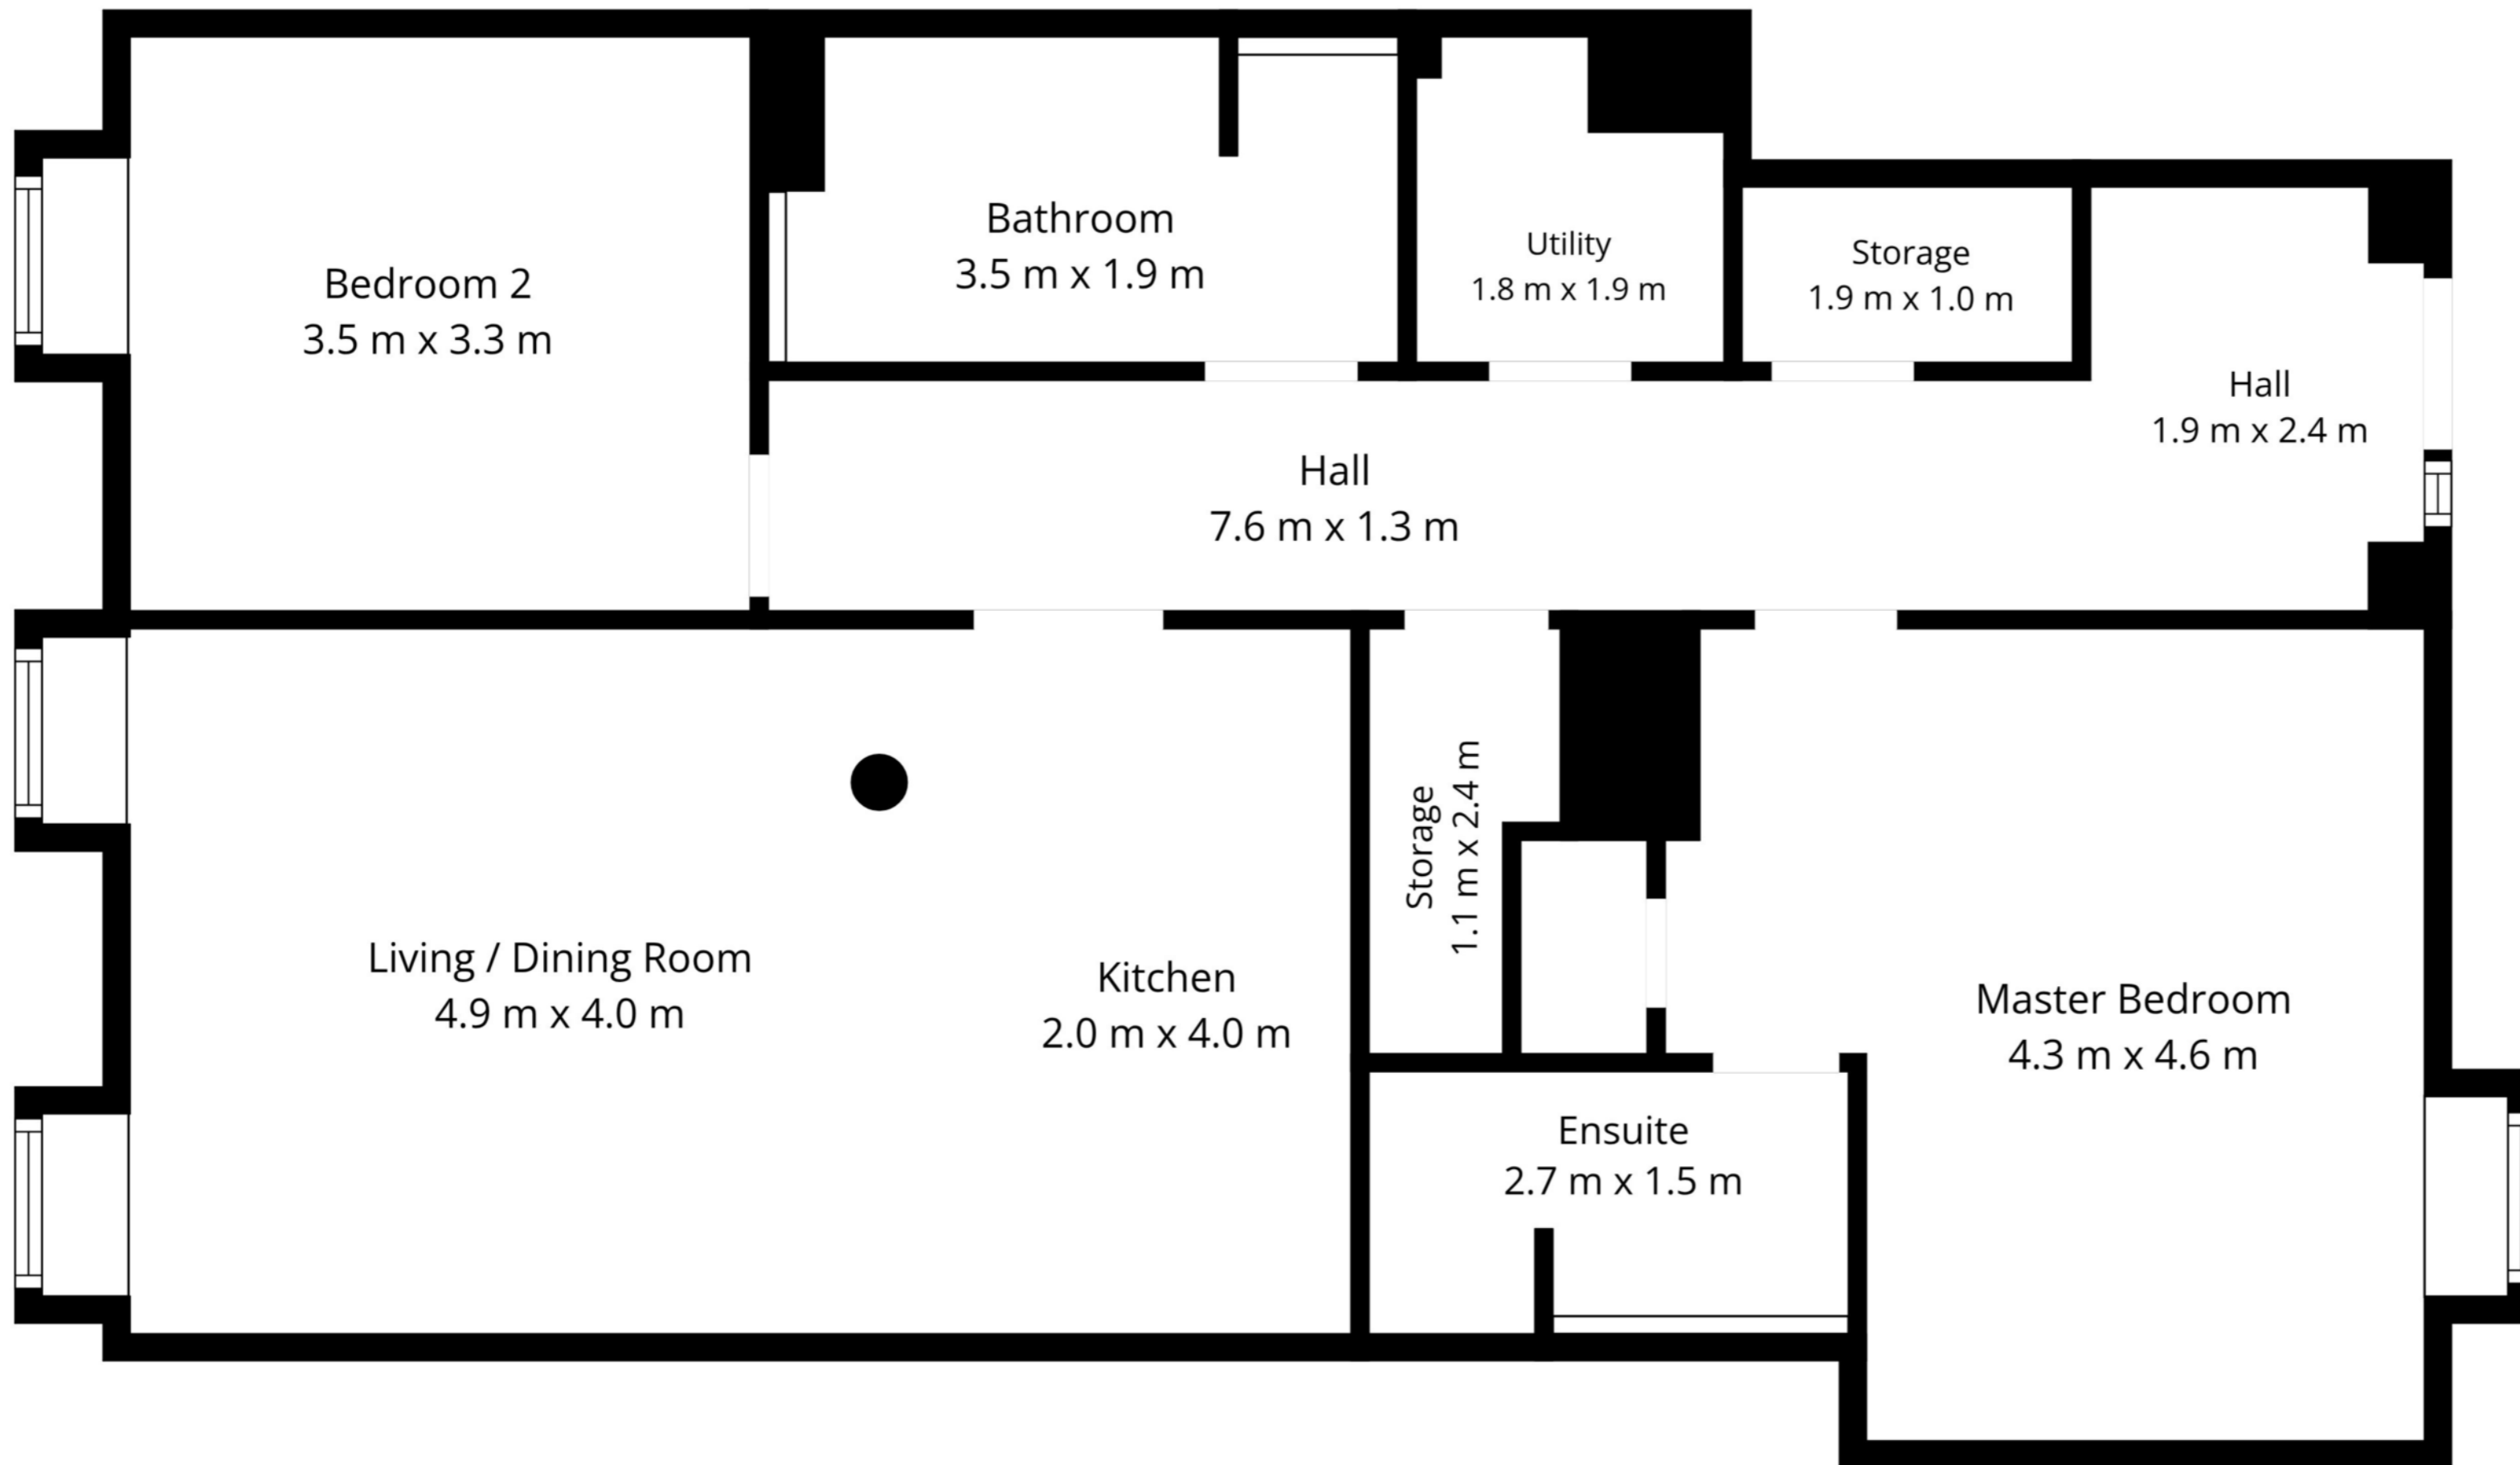 Bathroom
3.5 m x 1.9 m
Utility
1.8 m x 1.9 m
Storage
1.9 m x 1.0 m
Bedroom 2
3.5 m x 3.3 m
Hall
1.9 m x 2.4 m
Hall
7.6 m x 1.3 m
Storage
1.1 m x 2.4 m
Living / Dining Room
4.9 m x 4.0 m
Kitchen
2.0 m x 4.0 m
Master Bedroom
4.3 m x 4.6 m
Ensuite
2.7 m x 1.5 m